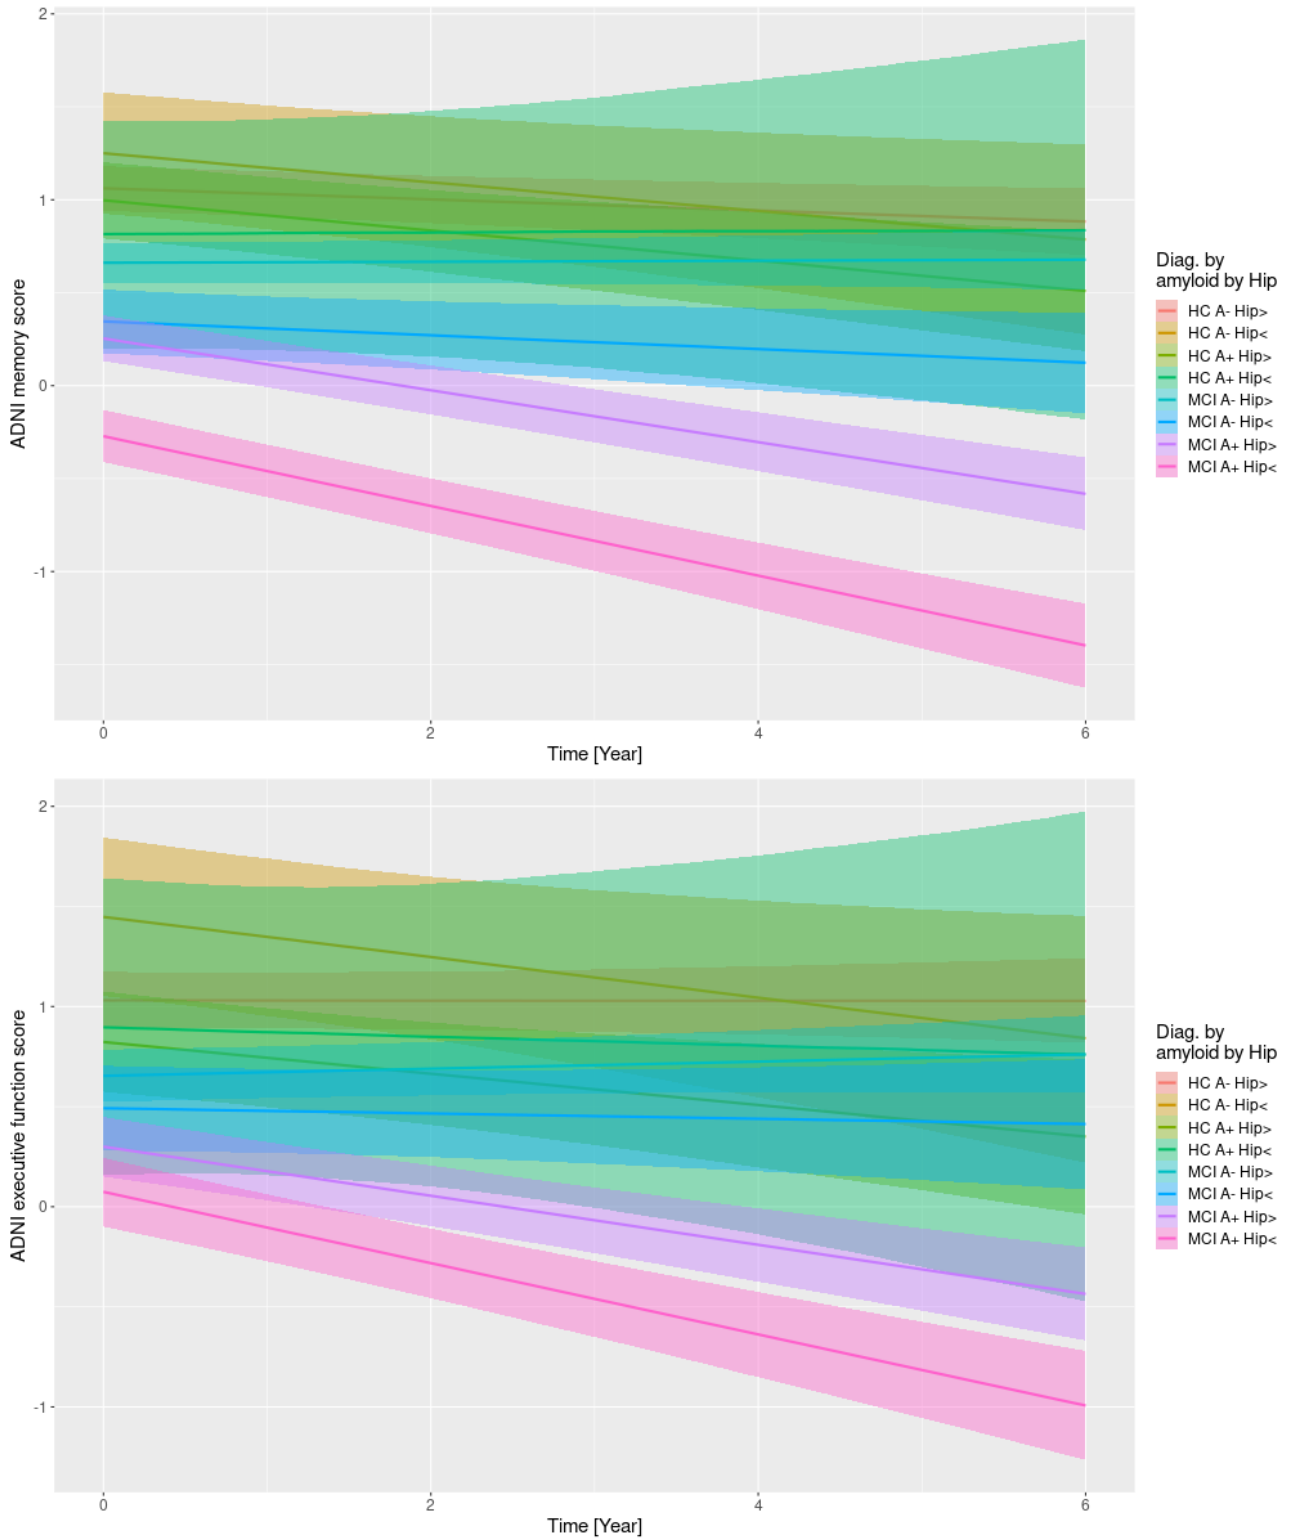 2
1
0
-1
ADNI memory score
0
2
4
6
Time [Year]
Diag. by
amyloid by Hip
HC A- Hip>
HC A- Hip<
HC A+ Hip>
HC A+ Hip<
MCI A- Hip>
MCI A- Hip<
MCI A+ Hip>
MCI A+ Hip<
2
1
0
-1
ADNI executive function score
0
2
4
6
Time [Year]
Diag. by
amyloid by Hip
HC A- Hip>
HC A- Hip<
HC A+ Hip>
HC A+ Hip<
MCI A- Hip>
MCI A- Hip<
MCI A+ Hip>
MCI A+ Hip<